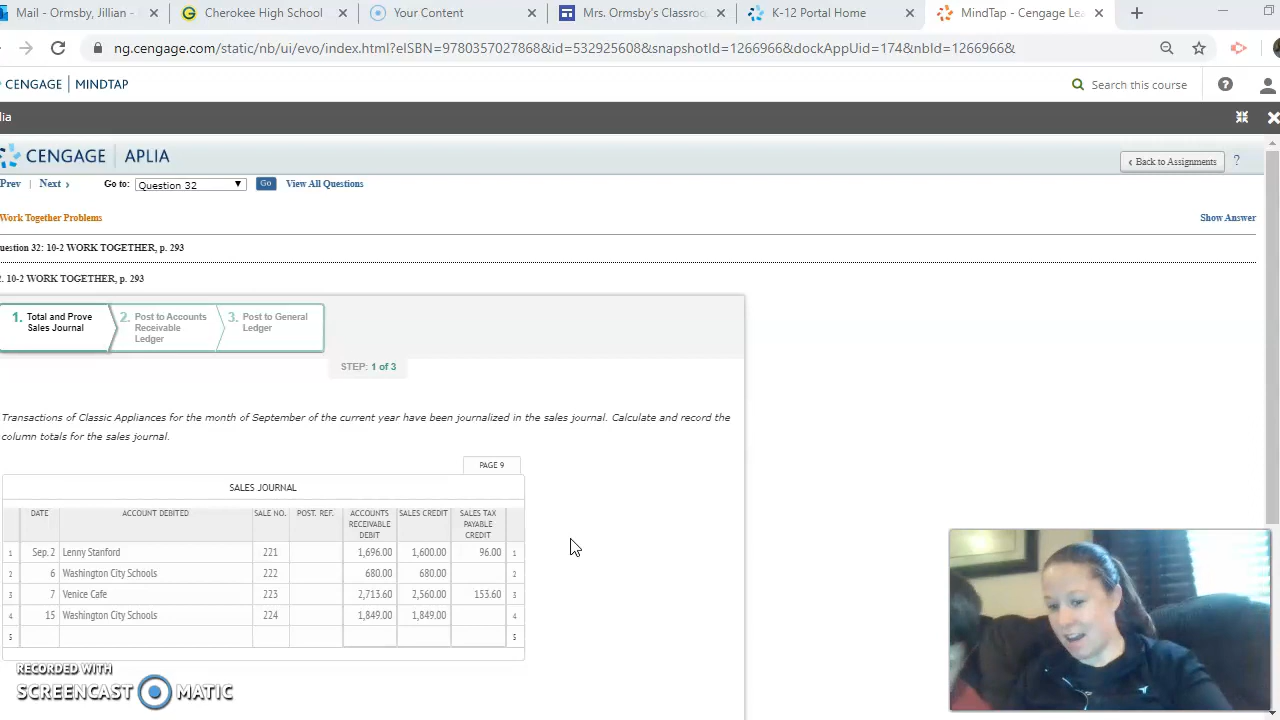 Mail - Ormsby, Jillian - Outlo
Cherokee High School
Your Content
Mrs. Ormsby's Classroo
K-12 Portal Home
MindTap - Cengage Lea
ng.cengage.com/static/nb/ui/evo/index.html?eISBN=9780357027868&id=532925608&snapshotId=1266966&dockAppUid=174&nbId=1266966&
CENGAGE | MINDTAP
Search this course
lia
CENGAGE | APLIA
Back to Assignments ?
Prev | Next Go to: Question 32 Go View All Questions
Work Together Problems
Show Answer
uestion 32: 10-2 WORK TOGETHER, p. 293
. 10-2 WORK TOGETHER, p. 293
1. Total and Prove Sales Journal
2. Post to Accounts Receivable Ledger
3. Post to General Ledger
STEP: 1 of 3
Transactions of Classic Appliances for the month of September of the current year have been journalized in the sales journal. Calculate and record the
column totals for the sales journal.
PAGE 9
SALES JOURNAL
DATE ACCOUNT DEBITED SALE NO. POST. REF. ACCOUNTS RECEIVABLE DEBIT SALES CREDIT SALES TAX PAYABLE CREDIT
1 Sep. 2 Lenny Stanford 221 1,696.00 1,600.00 96.00 1
2 6 Washington City Schools 222 680.00 680.00 2
3 7 Venice Cafe 223 2,713.60 2,560.00 153.60 3
4 15 Washington City Schools 224 1,849.00 1,849.00 4
5 5
RECORDED WITH
SCREENCAST MATIC